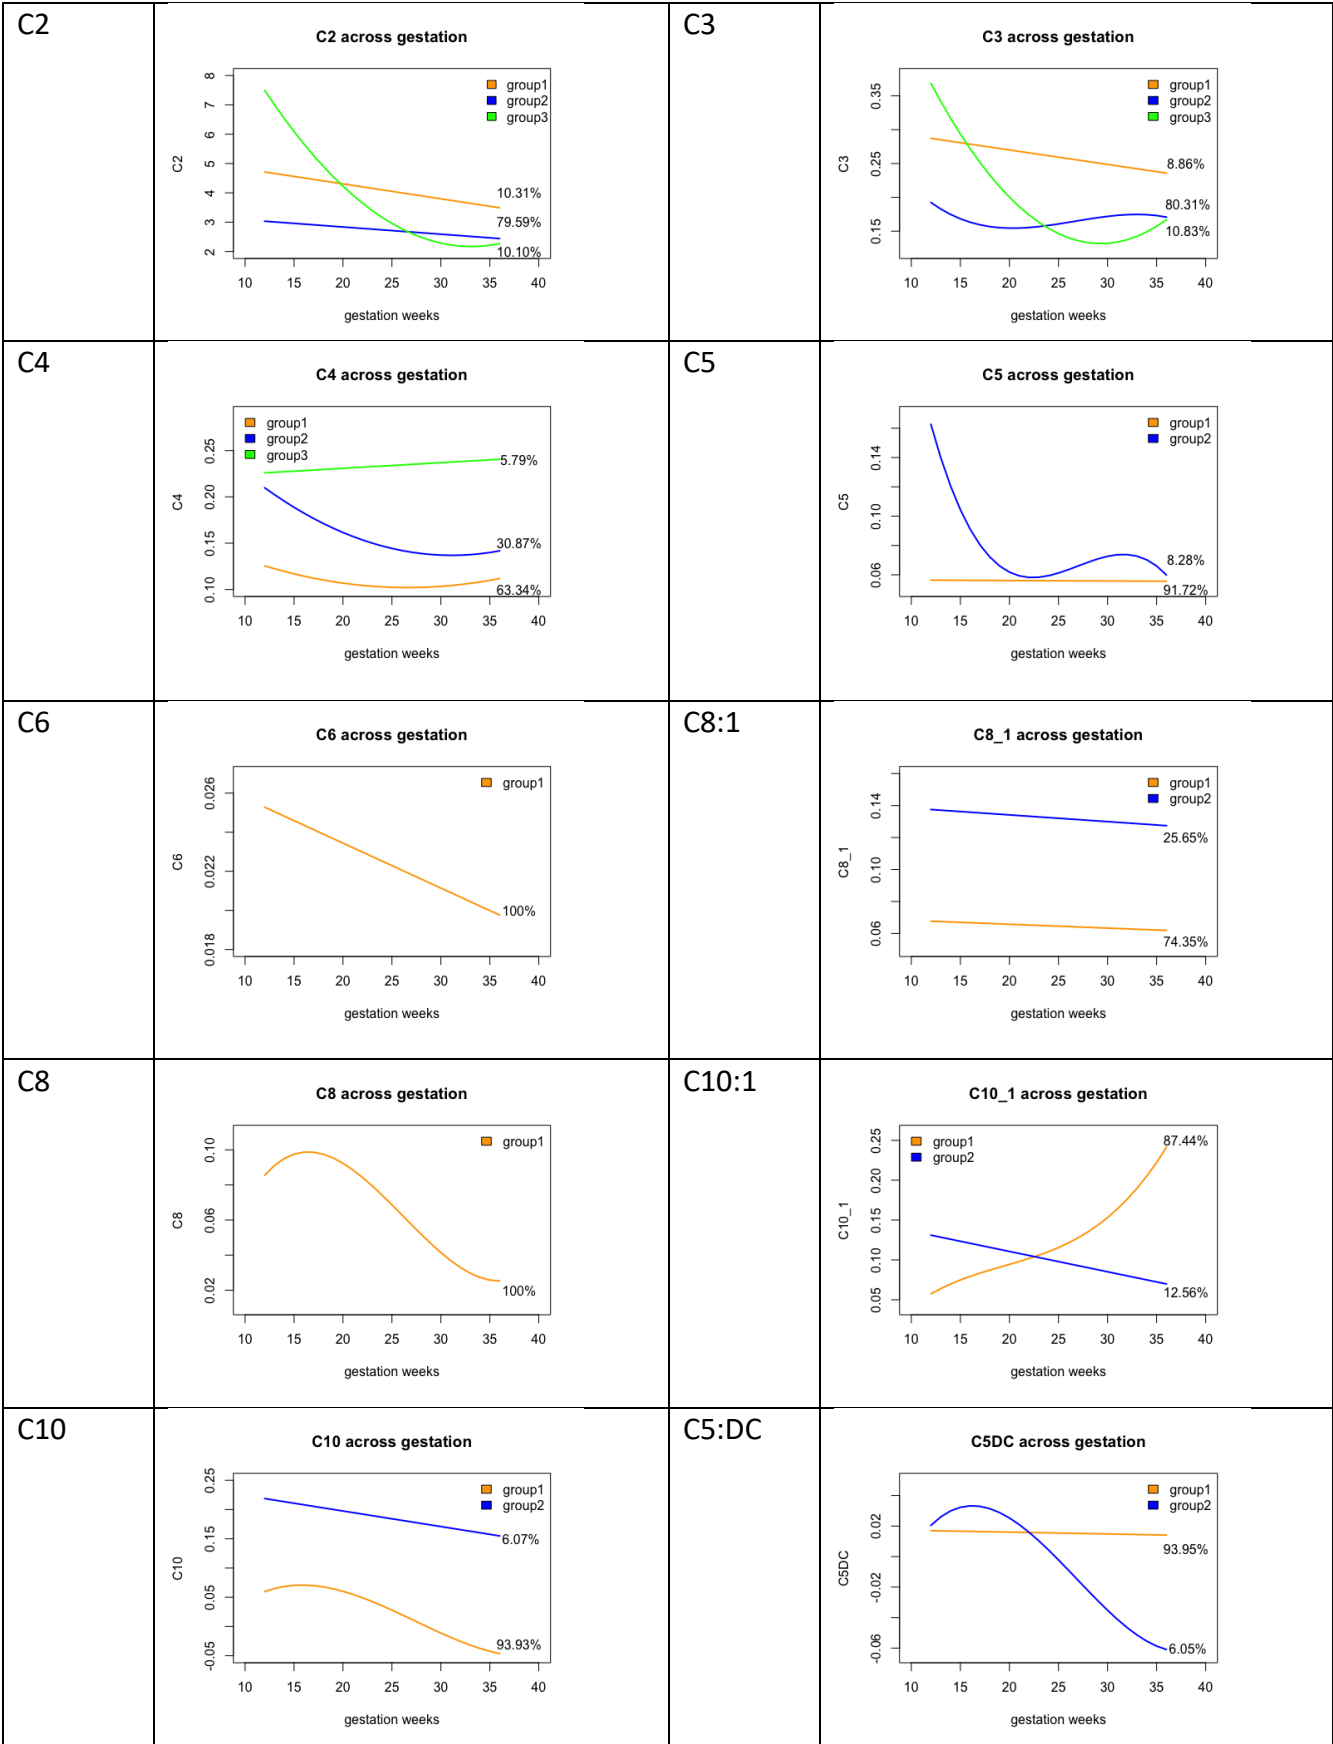 C2
C2 across gestation
C2
8
7
6
5
4
3
2
group1
group2
group3
10.31%
79.59%
10.10%
10 15 20 25 30 35 40
gestation weeks
C3
C3 across gestation
C3
0.35
0.25
0.15
group1
group2
group3
8.86%
80.31%
10.83%
10 15 20 25 30 35 40
gestation weeks
C4
C4 across gestation
C4
0.25
0.20
0.15
0.10
group1
group2
group3
5.79%
30.87%
63.34%
10 15 20 25 30 35 40
gestation weeks
C5
C5 across gestation
C5
0.14
0.10
0.06
group1
group2
8.28%
91.72%
10 15 20 25 30 35 40
gestation weeks
C6
C6 across gestation
C6
0.026
0.022
0.018
group1
100%
10 15 20 25 30 35 40
gestation weeks
C8:1
C8_1 across gestation
C8_1
0.14
0.10
0.06
group1
group2
25.65%
74.35%
10 15 20 25 30 35 40
gestation weeks
C8
C8 across gestation
C8
0.10
0.06
0.02
group1
100%
10 15 20 25 30 35 40
gestation weeks
C10:1
C10_1 across gestation
C10_1
0.25
0.20
0.15
0.10
0.05
group1
group2
87.44%
12.56%
10 15 20 25 30 35 40
gestation weeks
C10
C10 across gestation
C10
0.25
0.15
0.05
-0.05
group1
group2
6.07%
93.93%
10 15 20 25 30 35 40
gestation weeks
C5:DC
C5DC across gestation
C5DC
0.02
-0.02
-0.06
group1
group2
93.95%
6.05%
10 15 20 25 30 35 40
gestation weeks